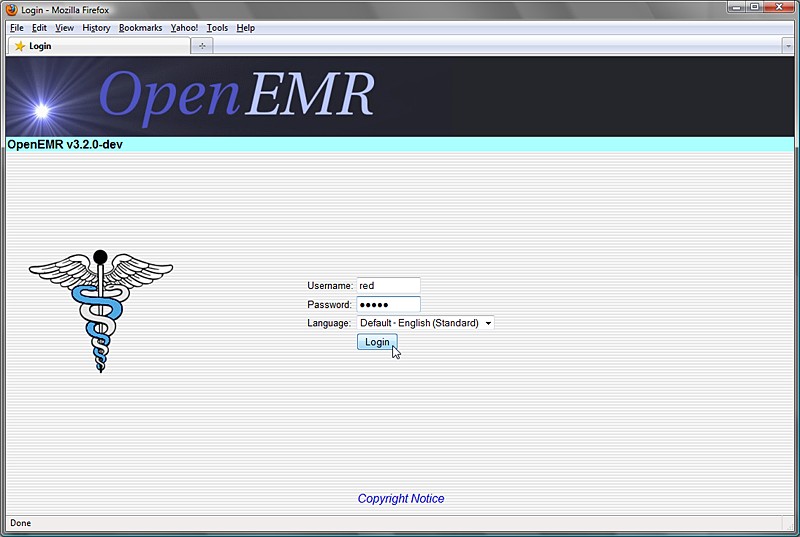 Login - Mozilla Firefox
File Edit View History Bookmarks Yahoo! Tools Help
Login
OpenEMR
OpenEMR v3.2.0-dev
Username: red
Password: •••••
Language: Default - English (Standard)
Login
Copyright Notice
Done